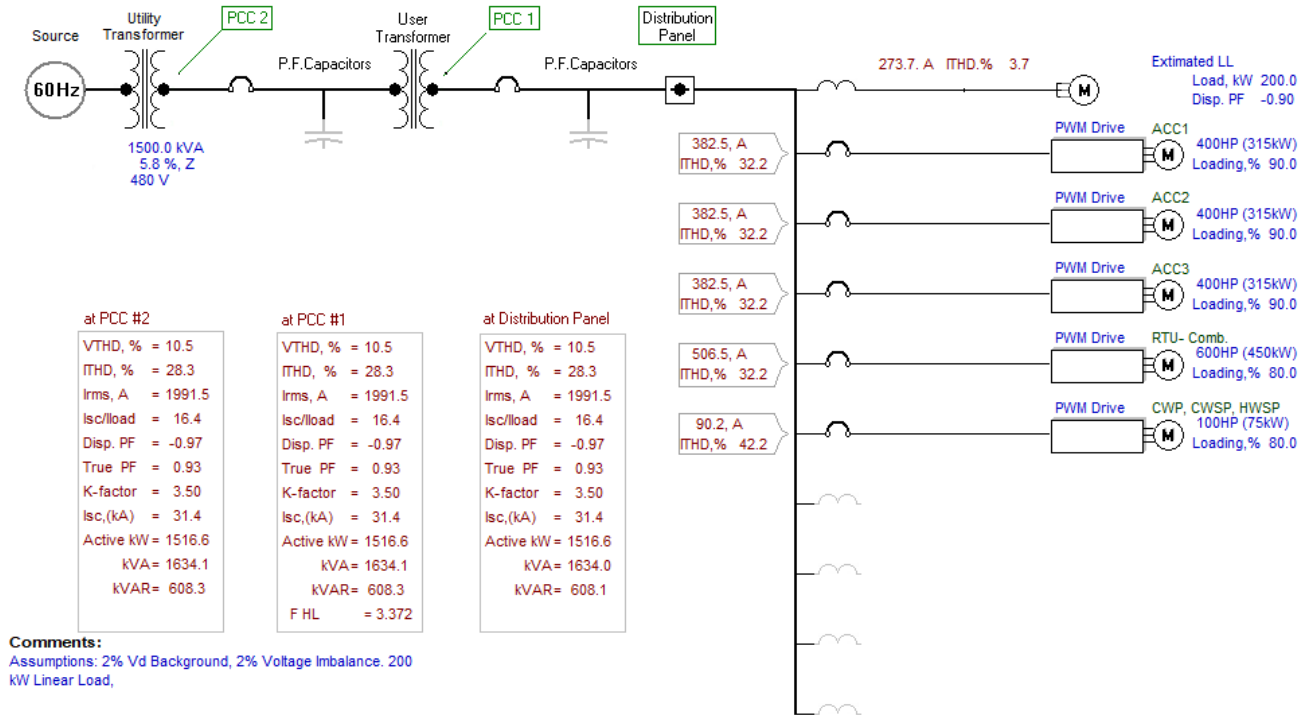 Source
Utility
Transformer
PCC 2
P.F.Capacitors
User
Transformer
PCC 1
P.F.Capacitors
Distribution
Panel
60Hz
1500.0 kVA
5.8 %, Z
480 V
273.7. A ITHD.% 3.7
M
Extimated LL
Load, kW 200.0
Disp. PF -0.90
382.5, A
ITHD,% 32.2
PWM Drive
M
ACC1
400HP (315kW)
Loading,% 90.0
382.5, A
ITHD,% 32.2
PWM Drive
M
ACC2
400HP (315kW)
Loading,% 90.0
382.5, A
ITHD,% 32.2
PWM Drive
M
ACC3
400HP (315kW)
Loading,% 90.0
506.5, A
ITHD,% 32.2
PWM Drive
M
RTU- Comb.
600HP (450kW)
Loading,% 80.0
90.2, A
ITHD,% 42.2
PWM Drive
M
CWP, CWSP, HWSP
100HP (75kW)
Loading,% 80.0
at PCC #2
VTHD, % = 10.5
ITHD, % = 28.3
Irms, A = 1991.5
Isc/Iload = 16.4
Disp. PF = -0.97
True PF = 0.93
K-factor = 3.50
Isc,(kA) = 31.4
Active kW = 1516.6
kVA= 1634.1
kVAR= 608.3
at PCC #1
VTHD, % = 10.5
ITHD, % = 28.3
Irms, A = 1991.5
Isc/Iload = 16.4
Disp. PF = -0.97
True PF = 0.93
K-factor = 3.50
Isc,(kA) = 31.4
Active kW = 1516.6
kVA= 1634.1
kVAR= 608.3
F HL = 3.372
at Distribution Panel
VTHD, % = 10.5
ITHD, % = 28.3
Irms, A = 1991.5
Isc/Iload = 16.4
Disp. PF = -0.97
True PF = 0.93
K-factor = 3.50
Isc,(kA) = 31.4
Active kW = 1516.6
kVA= 1634.0
kVAR= 608.1
Comments:
Assumptions: 2% Vd Background, 2% Voltage Imbalance. 200
kW Linear Load,